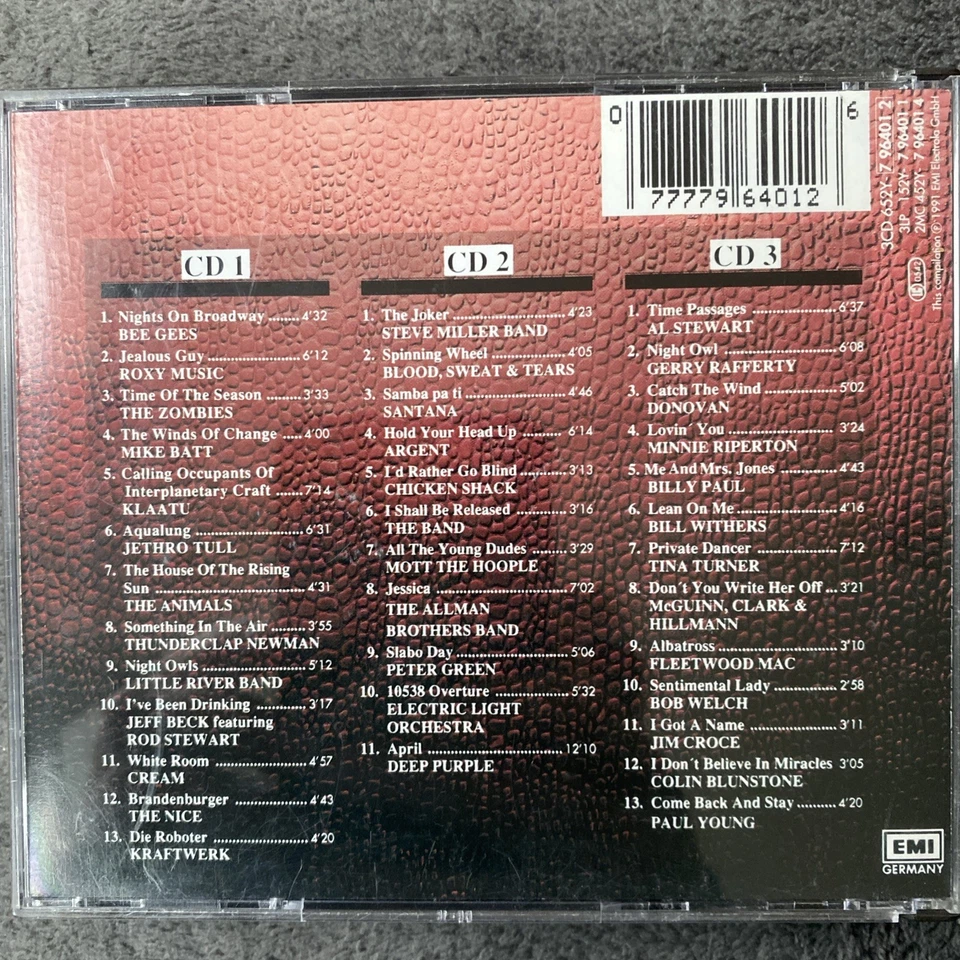 0 77779 64012 6
3CD 652Y· 7 96401 2
3LP 152Y· 7 96401 1
2MC 452Y· 7 96401 4
This compilation ℗ 1991 EMI Electrola GmbH
CD 1
1. Nights On Broadway ........ 4'32
BEE GEES
2. Jealous Guy ........ 6'12
ROXY MUSIC
3. Time Of The Season ........ 3'33
THE ZOMBIES
4. The Winds Of Change ..... 4'00
MIKE BATT
5. Calling Occupants Of
Interplanetary Craft ....... 7'14
KLAATU
6. Aqualung ........ 6'31
JETHRO TULL
7. The House Of The Rising
Sun ........ 4'31
THE ANIMALS
8. Something In The Air ........ 3'55
THUNDERCLAP NEWMAN
9. Night Owls ........ 5'12
LITTLE RIVER BAND
10. I've Been Drinking ........ 3'17
JEFF BECK featuring
ROD STEWART
11. White Room ........ 4'57
CREAM
12. Brandenburger ........ 4'43
THE NICE
13. Die Roboter ........ 4'20
KRAFTWERK
CD 2
1. The Joker ........ 4'23
STEVE MILLER BAND
2. Spinning Wheel ........ 4'05
BLOOD, SWEAT & TEARS
3. Samba pa ti ........ 4'46
SANTANA
4. Hold Your Head Up ........ 6'14
ARGENT
5. I'd Rather Go Blind ........ 3'13
CHICKEN SHACK
6. I Shall Be Released ........ 3'16
THE BAND
7. All The Young Dudes ........ 3'29
MOTT THE HOOPLE
8. Jessica ........ 7'02
THE ALLMAN
BROTHERS BAND
9. Slabo Day ........ 5'06
PETER GREEN
10. 10538 Overture ........ 5'32
ELECTRIC LIGHT
ORCHESTRA
11. April ........ 12'10
DEEP PURPLE
CD 3
1. Time Passages ........ 6'37
AL STEWART
2. Night Owl ........ 6'08
GERRY RAFFERTY
3. Catch The Wind ........ 5'02
DONOVAN
4. Lovin´ You ........ 3'24
MINNIE RIPERTON
5. Me And Mrs. Jones ........ 4'43
BILLY PAUL
6. Lean On Me ........ 4'16
BILL WITHERS
7. Private Dancer ........ 7'12
TINA TURNER
8. Don´t You Write Her Off ... 3'21
McGUINN, CLARK &
HILLMANN
9. Albatross ........ 3'10
FLEETWOOD MAC
10. Sentimental Lady ........ 2'58
BOB WELCH
11. I Got A Name ........ 3'11
JIM CROCE
12. I Don´t Believe In Miracles 3'05
COLIN BLUNSTONE
13. Come Back And Stay ........ 4'20
PAUL YOUNG
EMI
GERMANY